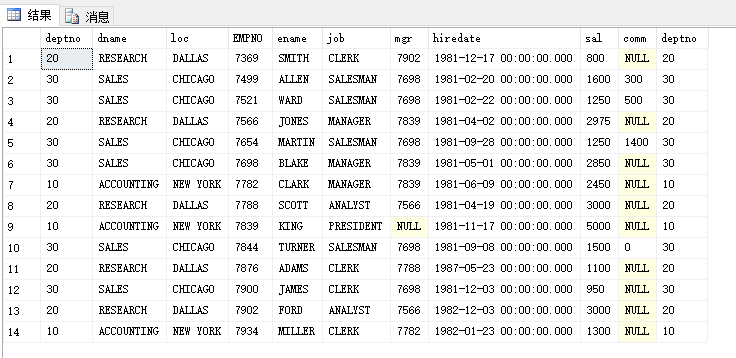 结果 消息
deptno dname loc EMPNO ename job mgr hiredate sal comm deptno
1 20 RESEARCH DALLAS 7369 SMITH CLERK 7902 1981-12-17 00:00:00.000 800 NULL 20
2 30 SALES CHICAGO 7499 ALLEN SALESMAN 7698 1981-02-20 00:00:00.000 1600 300 30
3 30 SALES CHICAGO 7521 WARD SALESMAN 7698 1981-02-22 00:00:00.000 1250 500 30
4 20 RESEARCH DALLAS 7566 JONES MANAGER 7839 1981-04-02 00:00:00.000 2975 NULL 20
5 30 SALES CHICAGO 7654 MARTIN SALESMAN 7698 1981-09-28 00:00:00.000 1250 1400 30
6 30 SALES CHICAGO 7698 BLAKE MANAGER 7839 1981-05-01 00:00:00.000 2850 NULL 30
7 10 ACCOUNTING NEW YORK 7782 CLARK MANAGER 7839 1981-06-09 00:00:00.000 2450 NULL 10
8 20 RESEARCH DALLAS 7788 SCOTT ANALYST 7566 1981-04-19 00:00:00.000 3000 NULL 20
9 10 ACCOUNTING NEW YORK 7839 KING PRESIDENT NULL 1981-11-17 00:00:00.000 5000 NULL 10
10 30 SALES CHICAGO 7844 TURNER SALESMAN 7698 1981-09-08 00:00:00.000 1500 0 30
11 20 RESEARCH DALLAS 7876 ADAMS CLERK 7788 1987-05-23 00:00:00.000 1100 NULL 20
12 30 SALES CHICAGO 7900 JAMES CLERK 7698 1981-12-03 00:00:00.000 950 NULL 30
13 20 RESEARCH DALLAS 7902 FORD ANALYST 7566 1982-12-03 00:00:00.000 3000 NULL 20
14 10 ACCOUNTING NEW YORK 7934 MILLER CLERK 7782 1982-01-23 00:00:00.000 1300 NULL 10